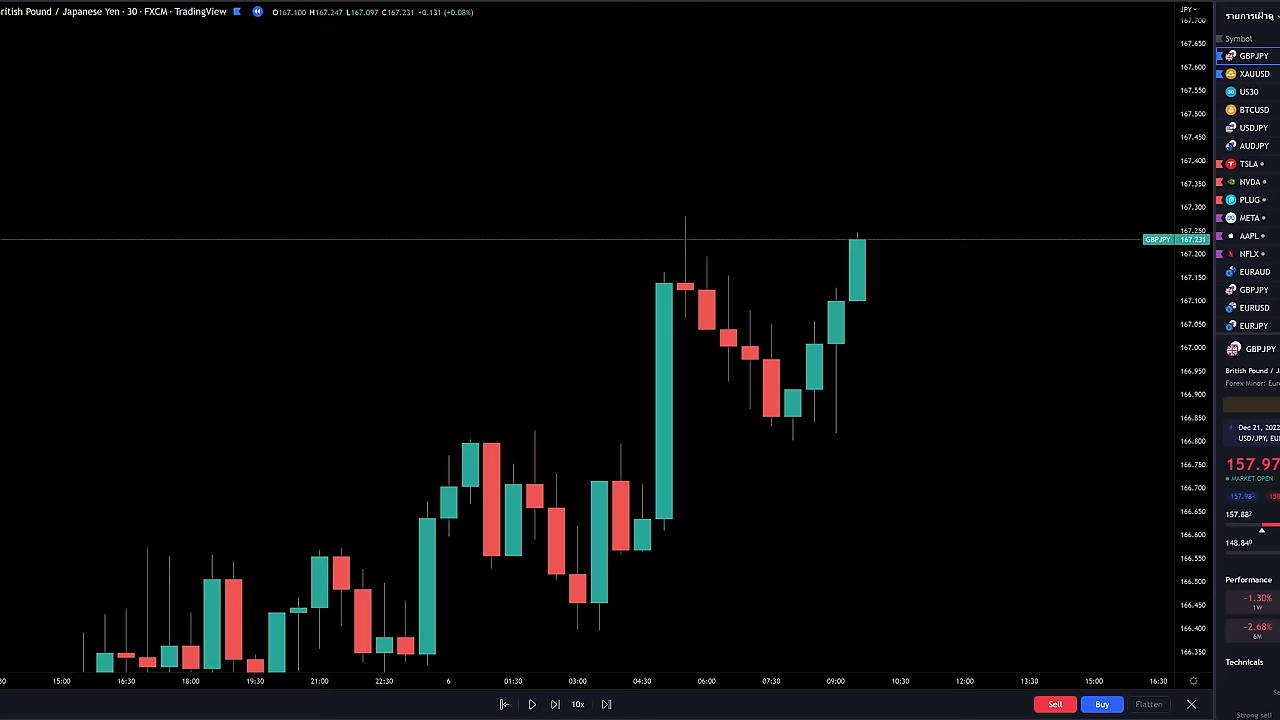 ritish Pound / Japanese Yen · 30 · FXCM · TradingView O167.100 H167.247 L167.097 C167.231 +0.131 (+0.08%)
JPY
167.700
167.650
167.600
167.550
167.500
167.450
167.400
167.350
167.300
167.250
GBPJPY 167.231
167.200
167.150
167.100
167.050
167.000
166.950
166.900
166.850
166.800
166.750
166.700
166.650
166.600
166.550
166.500
166.450
166.400
166.350
:30 15:00 16:30 18:00 19:30 21:00 22:30 6 01:30 03:00 04:30 06:00 07:30 09:00 10:30 12:00 13:30 15:00 16:30
10x Sell Buy Flatten
รายการเฝ้าดู
Symbol
GBPJPY
XAUUSD
US30
BTCUSD
USDJPY
AUDJPY
TSLA
NVDA
PLUG
META
AAPL
NFLX
EURAUD
GBPJPY
EURUSD
EURJPY
GBPJPY
British Pound / Ja
Forex Minor: Eur
Dec 21, 2022
USD/JPY, EU
157.97
MARKET OPEN
157.98³ 158
157.88²
148.84⁰
Performance
−1.30%
1W
−2.68%
6M
Technicals
Se
Strong sell